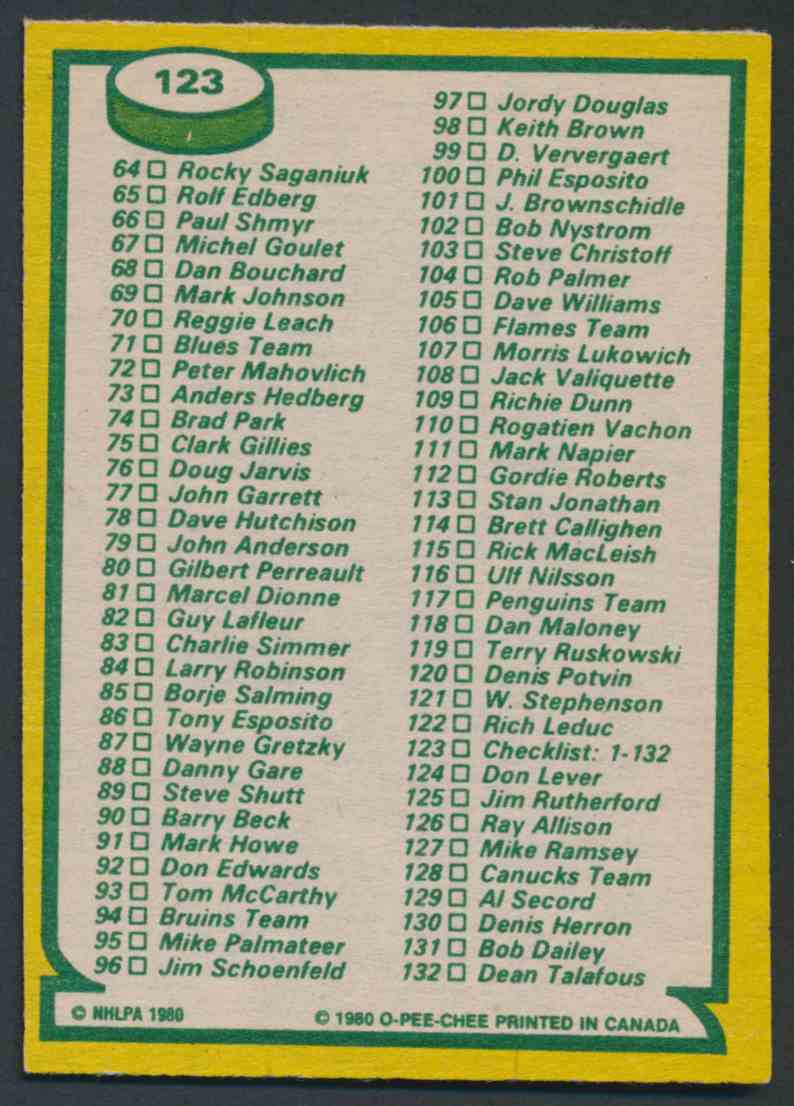 123
64 □ Rocky Saganiuk
65 □ Rolf Edberg
66 □ Paul Shmyr
67 □ Michel Goulet
68 □ Dan Bouchard
69 □ Mark Johnson
70 □ Reggie Leach
71 □ Blues Team
72 □ Peter Mahovlich
73 □ Anders Hedberg
74 □ Brad Park
75 □ Clark Gillies
76 □ Doug Jarvis
77 □ John Garrett
78 □ Dave Hutchison
79 □ John Anderson
80 □ Gilbert Perreault
81 □ Marcel Dionne
82 □ Guy Lafleur
83 □ Charlie Simmer
84 □ Larry Robinson
85 □ Borje Salming
86 □ Tony Esposito
87 □ Wayne Gretzky
88 □ Danny Gare
89 □ Steve Shutt
90 □ Barry Beck
91 □ Mark Howe
92 □ Don Edwards
93 □ Tom McCarthy
94 □ Bruins Team
95 □ Mike Palmateer
96 □ Jim Schoenfeld
97 □ Jordy Douglas
98 □ Keith Brown
99 □ D. Ververgaert
100 □ Phil Esposito
101 □ J. Brownschidle
102 □ Bob Nystrom
103 □ Steve Christoff
104 □ Rob Palmer
105 □ Dave Williams
106 □ Flames Team
107 □ Morris Lukowich
108 □ Jack Valiquette
109 □ Richie Dunn
110 □ Rogatien Vachon
111 □ Mark Napier
112 □ Gordie Roberts
113 □ Stan Jonathan
114 □ Brett Callighen
115 □ Rick MacLeish
116 □ Ulf Nilsson
117 □ Penguins Team
118 □ Dan Maloney
119 □ Terry Ruskowski
120 □ Denis Potvin
121 □ W. Stephenson
122 □ Rich Leduc
123 □ Checklist: 1-132
124 □ Don Lever
125 □ Jim Rutherford
126 □ Ray Allison
127 □ Mike Ramsey
128 □ Canucks Team
129 □ Al Secord
130 □ Denis Herron
131 □ Bob Dailey
132 □ Dean Talafous
© NHLPA 1980
© 1980 O-PEE-CHEE PRINTED IN CANADA